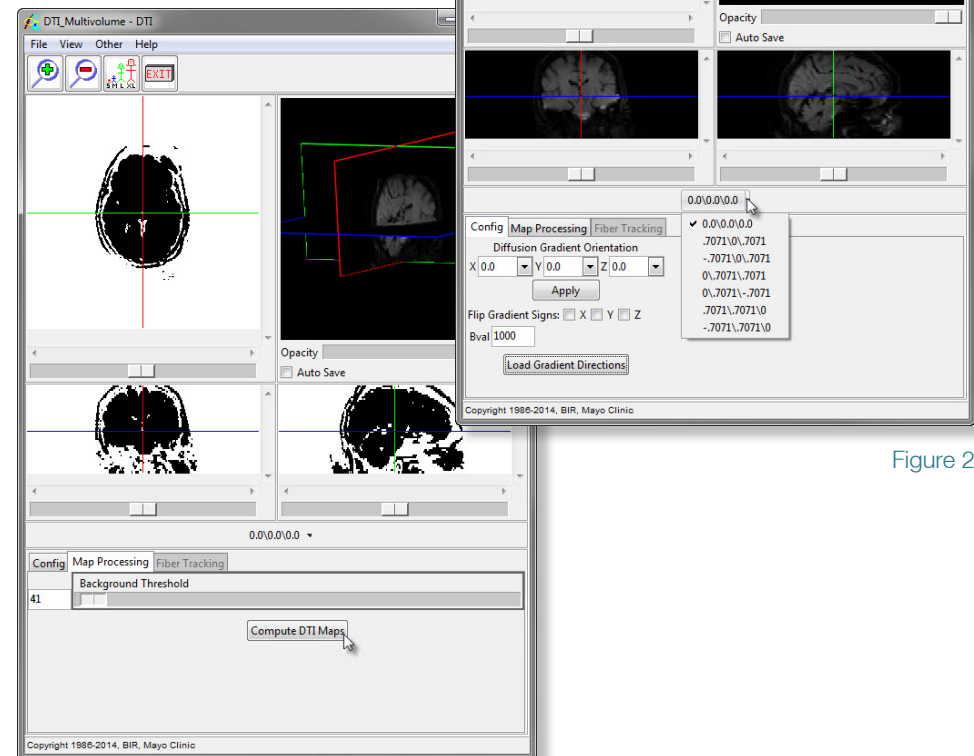 DTI_Multivolume - DTI
File View Other Help
S M L XL
EXIT
Opacity
Auto Save
0.0\0.0\0.0
Config Map Processing Fiber Tracking
Background Threshold
41
Compute DTI Maps
Copyright 1986-2014, BIR, Mayo Clinic
Opacity
Auto Save
0.0\0.0\0.0
0.0\0.0\0.0
.7071\0\.7071
-.7071\0\.7071
0\.7071\.7071
0\.7071\-.7071
.7071\.7071\0
-.7071\.7071\0
Config Map Processing Fiber Tracking
Diffusion Gradient Orientation
X 0.0 Y 0.0 Z 0.0
Apply
Flip Gradient Signs: X Y Z
Bval 1000
Load Gradient Directions
Copyright 1986-2014, BIR, Mayo Clinic
Figure 2